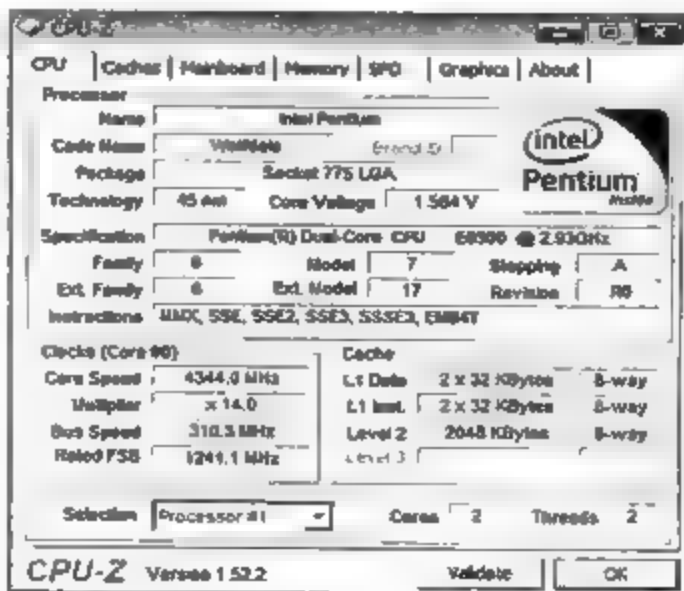 CPU-Z
CPU Caches Mainboard Memory SPD Graphics About
Processor
Name Intel Pentium
Code Name Wolfdale Brand ID
Package Socket 775 LGA
Technology 45 nm Core Voltage 1.584 V
intel
Pentium
inside
Specification Pentium(R) Dual-Core CPU @ 2.93GHz
Family 6 Model 7 Stepping A
Ext. Family 6 Ext. Model 17 Revision R0
Instructions MMX, SSE, SSE2, SSE3, SSSE3, EM64T
Clocks (Core #0)
Core Speed 4344.0 MHz
Multiplier x 14.0
Bus Speed 310.3 MHz
Rated FSB 1241.1 MHz
Cache
L1 Data 2 x 32 KBytes 8-way
L1 Inst. 2 x 32 KBytes 8-way
Level 2 2048 KBytes 8-way
Level 3
Selection Processor #1 Cores 2 Threads 2
CPU-Z Version 1.52.2 Validate OK